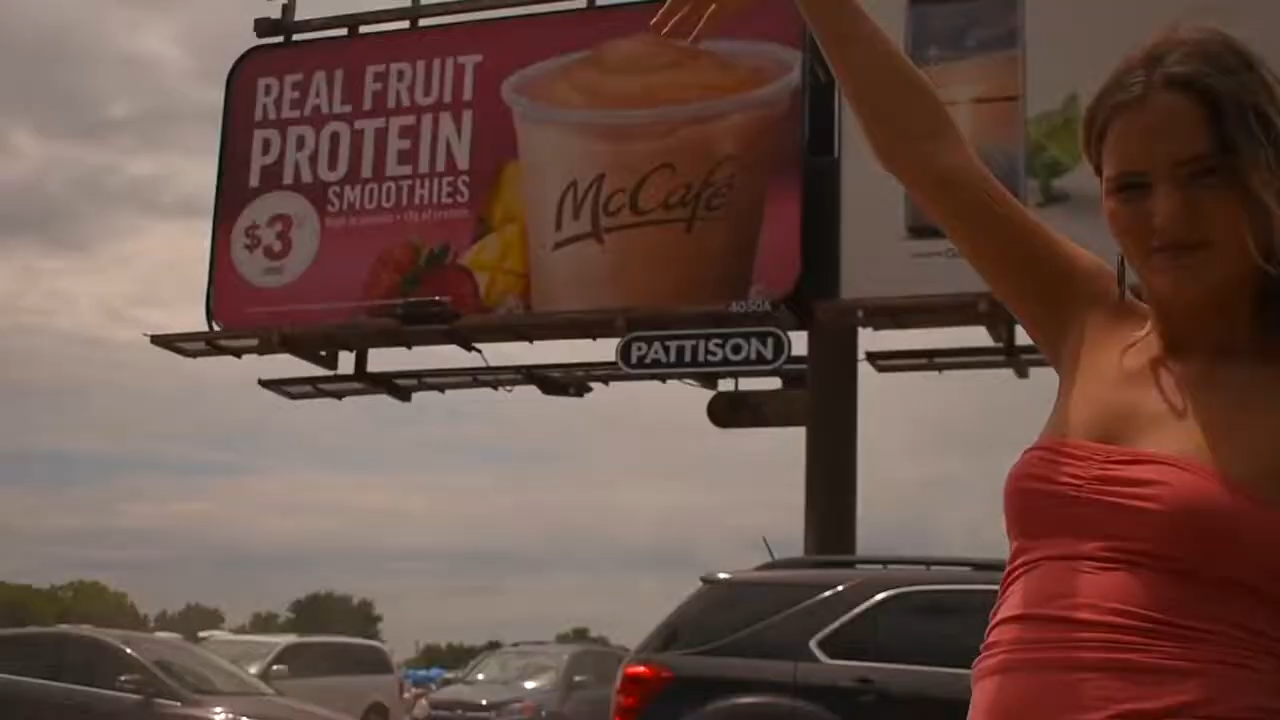 REAL FRUIT
PROTEIN
SMOOTHIES
$3
McCafé
4050A
PATTISON